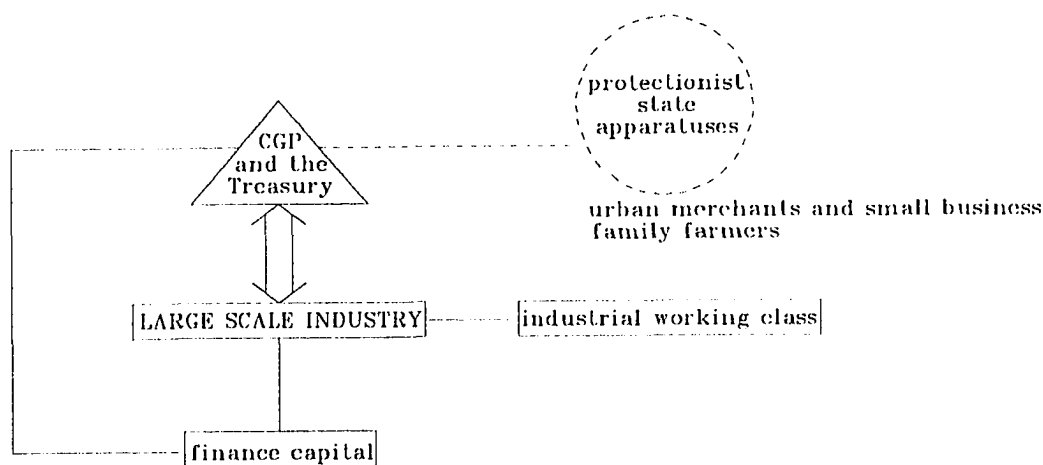 protectionist
state
apparatuses
CGP
and the
Treasury
urban merchants and small business
family farmers
LARGE SCALE INDUSTRY
industrial working class
finance capital